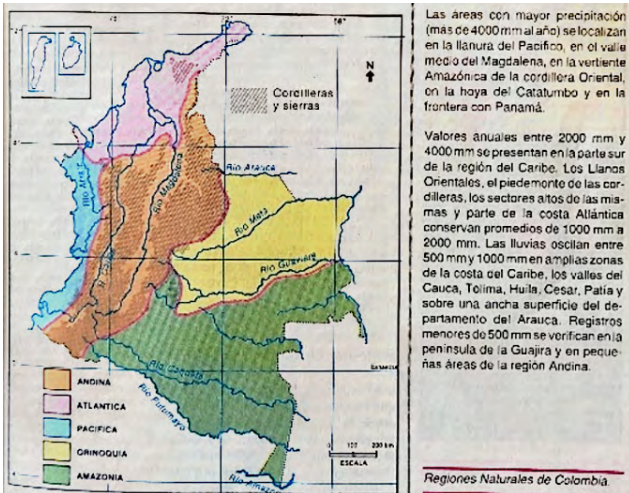 Cordilleras
y sierras
N
Río Arauca
Río Magdalena
Río Meta
Río Guaviare
Río Caquetá
Río Putumayo
Río Amazonas
ANDINA
ATLANTICA
PACIFICA
ORINOQUIA
AMAZONIA
0 100 200 km
ESCALA
Las áreas con mayor precipitación
(más de 4000 mm al año) se localizan
en la llanura del Pacífico, en el valle
medio del Magdalena, en la vertiente
Amazónica de la cordillera Oriental,
en la hoya del Catatumbo y en la
frontera con Panamá.
Valores anuales entre 2000 mm y
4000 mm se presentan en la parte sur
de la región del Caribe. Los Llanos
Orientales, el piedemonte de las cor-
dilleras, los sectores altos de las mis-
mas y parte de la costa Atlántica
conservan promedios de 1000 mm a
2000 mm. Las lluvias oscilan entre
500 mm y 1000 mm en amplias zonas
de la costa del Caribe, los valles del
Cauca, Tolima, Huila, Cesar, Patía y
sobre una ancha superficie del de-
partamento del Arauca. Registros
menores de 500 mm se verifican en la
península de la Guajira y en peque-
ñas áreas de la región Andina.
Regiones Naturales de Colombia.